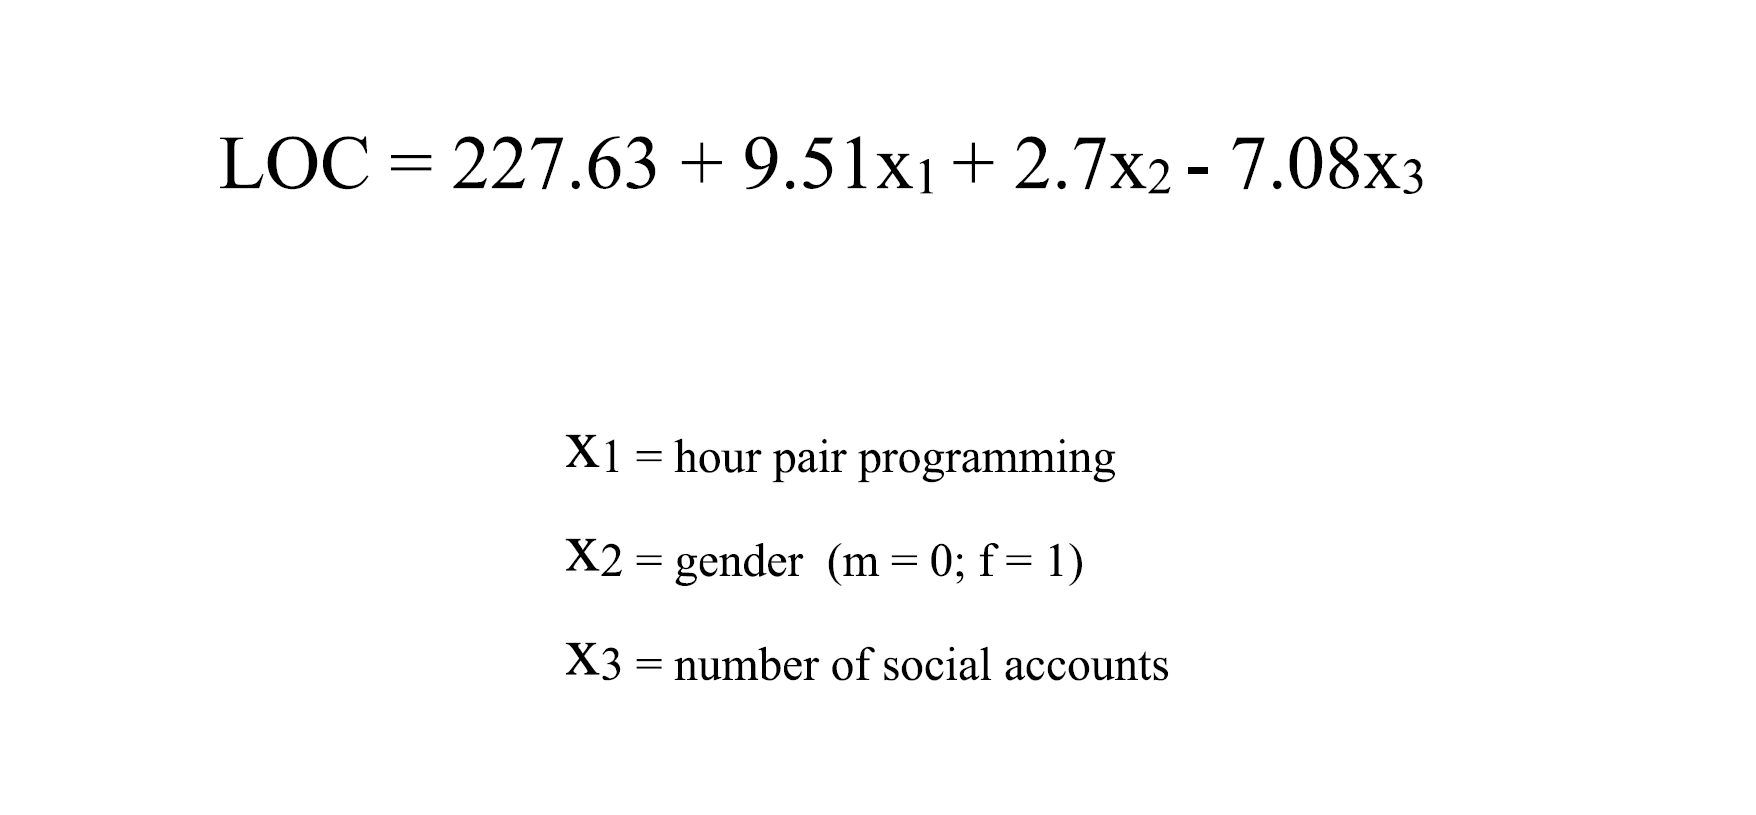 LOC = 227.63 + 9.51x₁ + 2.7x₂ - 7.08x₃
x₁ = hour pair programming
x₂ = gender (m = 0; f = 1)
x₃ = number of social accounts